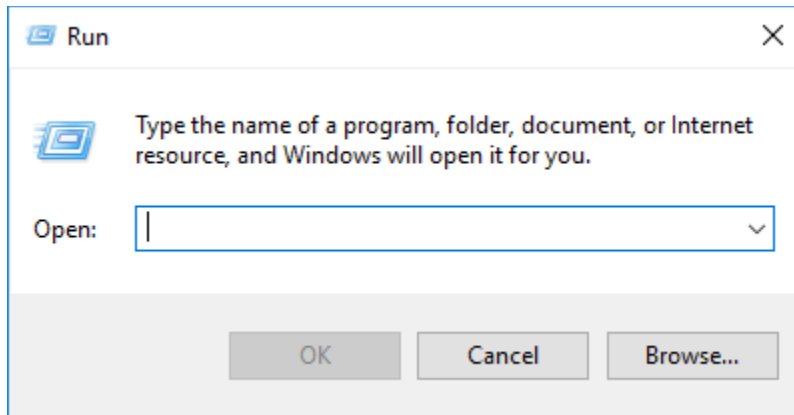 Run
Type the name of a program, folder, document, or Internet
resource, and Windows will open it for you.
Open:
OK Cancel Browse...